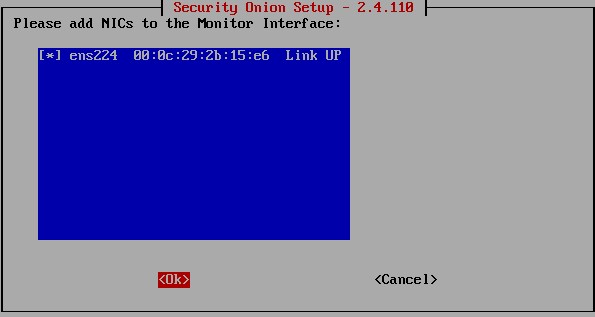 Security Onion Setup - 2.4.110
Please add NICs to the Monitor Interface:
[*] ens224  00:0c:29:2b:15:e6  Link UP
<Ok> <Cancel>